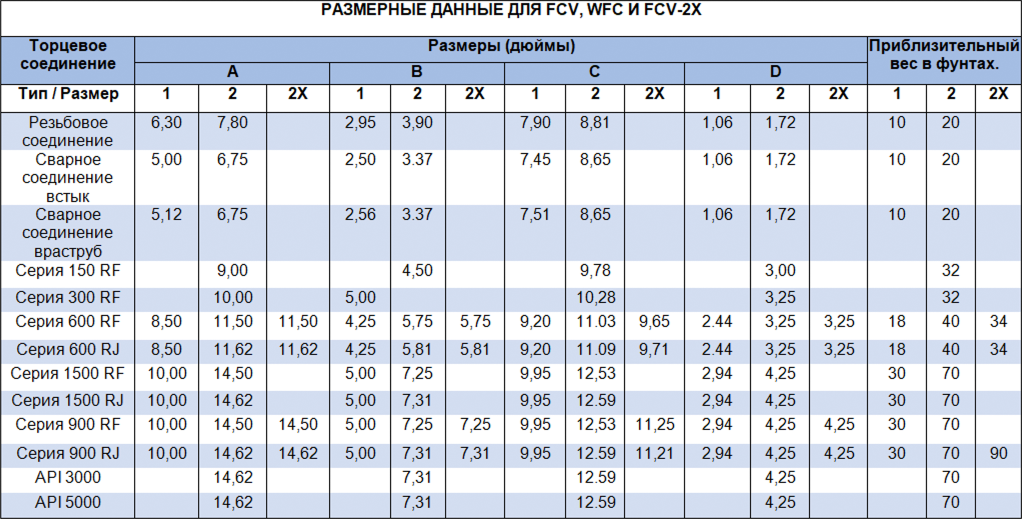 РАЗМЕРНЫЕ ДАННЫЕ ДЛЯ FCV, WFC И FCV-2X
Торцевое соединение Размеры (дюймы) Приблизительный вес в фунтах.
A B C D
Тип / Размер 1 2 2X 1 2 2X 1 2 2X 1 2 2X 1 2 2X
Резьбовое соединение 6,30 7,80 2,95 3,90 7,90 8,81 1,06 1,72 10 20
Сварное соединение встык 5,00 6,75 2,50 3.37 7,45 8,65 1,06 1,72 10 20
Сварное соединение враструб 5,12 6,75 2,56 3.37 7,51 8,65 1,06 1,72 10 20
Серия 150 RF 9,00 4,50 9,78 3,00 32
Серия 300 RF 10,00 5,00 10,28 3,25 32
Серия 600 RF 8,50 11,50 11,50 4,25 5,75 5,75 9,20 11.03 9,65 2.44 3,25 3,25 18 40 34
Серия 600 RJ 8,50 11,62 11,62 4,25 5,81 5,81 9,20 11.09 9,71 2.44 3,25 3,25 18 40 34
Серия 1500 RF 10,00 14,50 5,00 7,25 9,95 12,53 2,94 4,25 30 70
Серия 1500 RJ 10,00 14,62 5,00 7,31 9,95 12.59 2,94 4,25 30 70
Серия 900 RF 10,00 14,50 14,50 5,00 7,25 7,25 9,95 12,53 11,25 2,94 4,25 4,25 30 70
Серия 900 RJ 10,00 14,62 14,62 5,00 7,31 7,31 9,95 12.59 11,21 2,94 4,25 4,25 30 70 90
API 3000 14,62 7,31 12.59 4,25 70
API 5000 14,62 7,31 12.59 4,25 70